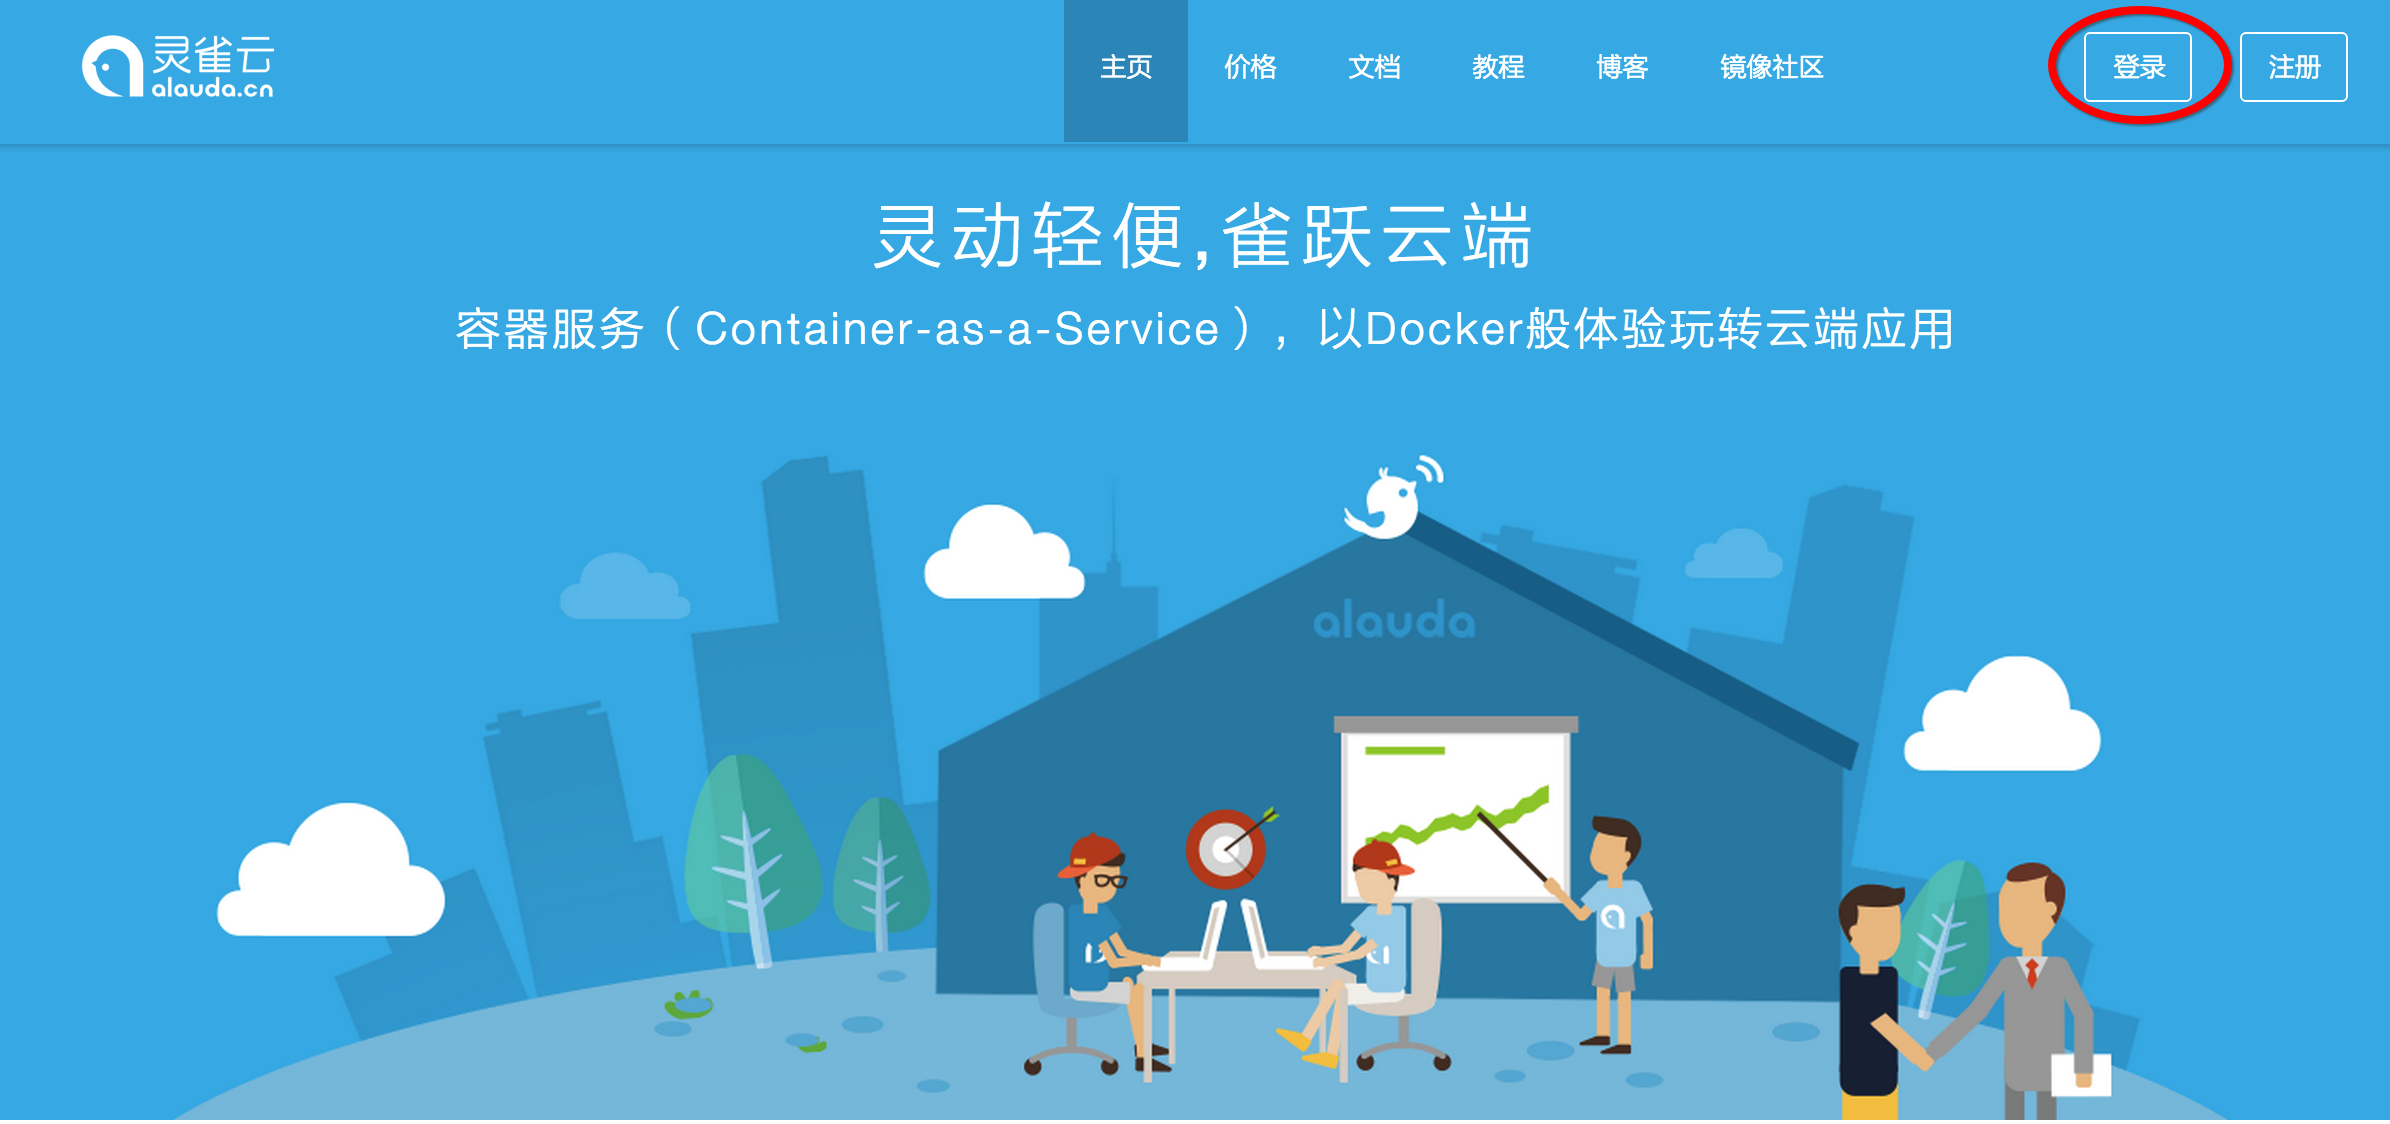 灵雀云
alauda.cn
主页 价格 文档 教程 博客 镜像社区 登录 注册
灵动轻便,雀跃云端
容器服务（Container-as-a-Service），以Docker般体验玩转云端应用
alauda